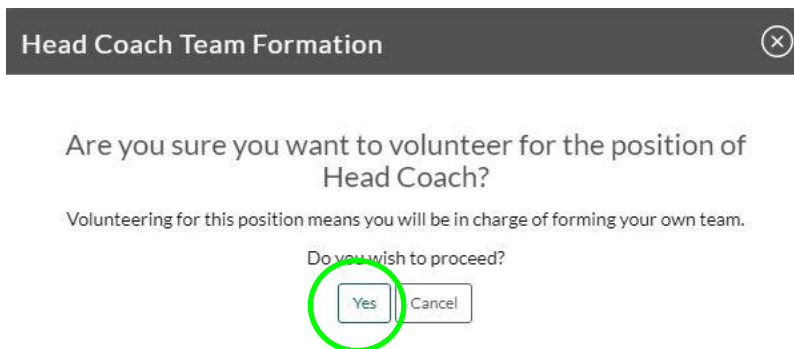 Head Coach Team Formation
Are you sure you want to volunteer for the position of
Head Coach?
Volunteering for this position means you will be in charge of forming your own team.
Do you wish to proceed?
Yes Cancel